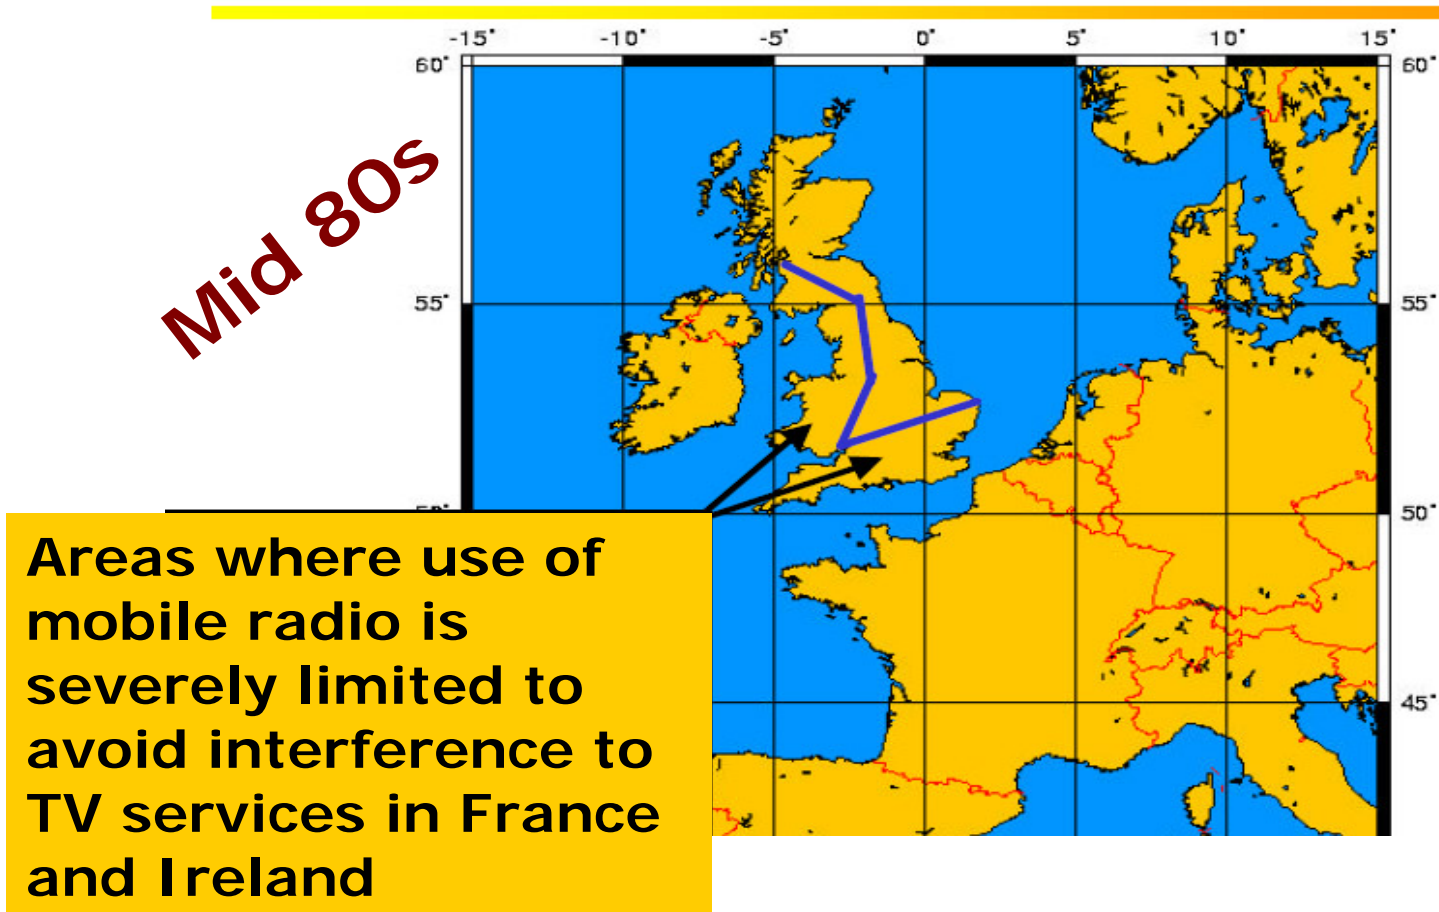 -15° -10° -5° 0° 5° 10° 15°
60° 60°
Mid 80s
55° 55°
50°
45°
Areas where use of
mobile radio is
severely limited to
avoid interference to
TV services in France
and Ireland